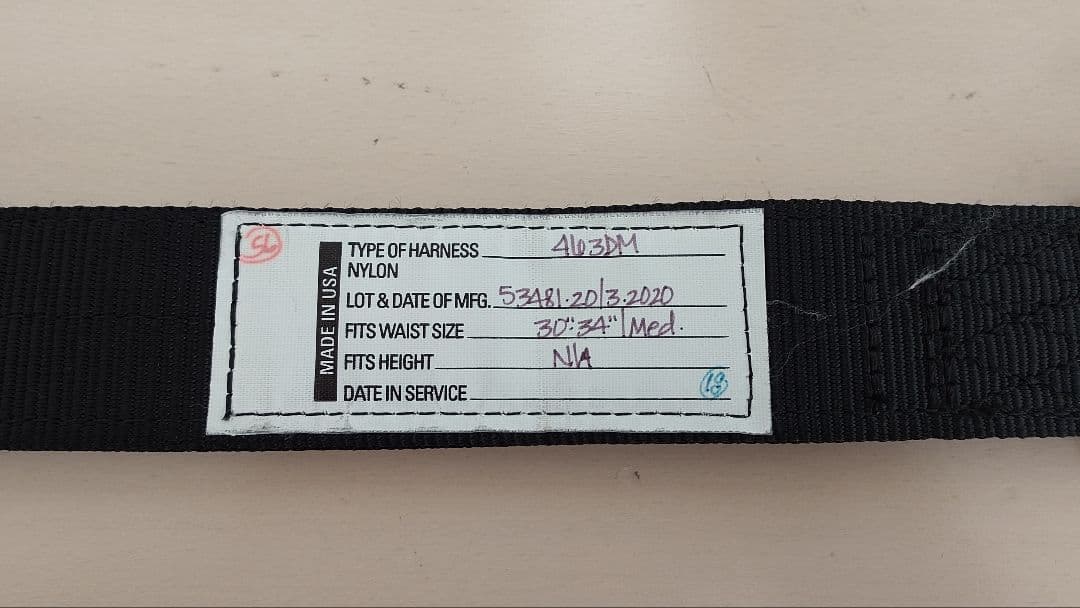 56
MADE IN USA
TYPE OF HARNESS 463DM
NYLON
LOT & DATE OF MFG. 53481-20/3-2020
FITS WAIST SIZE 30"-34"/Med.
FITS HEIGHT N/A
DATE IN SERVICE